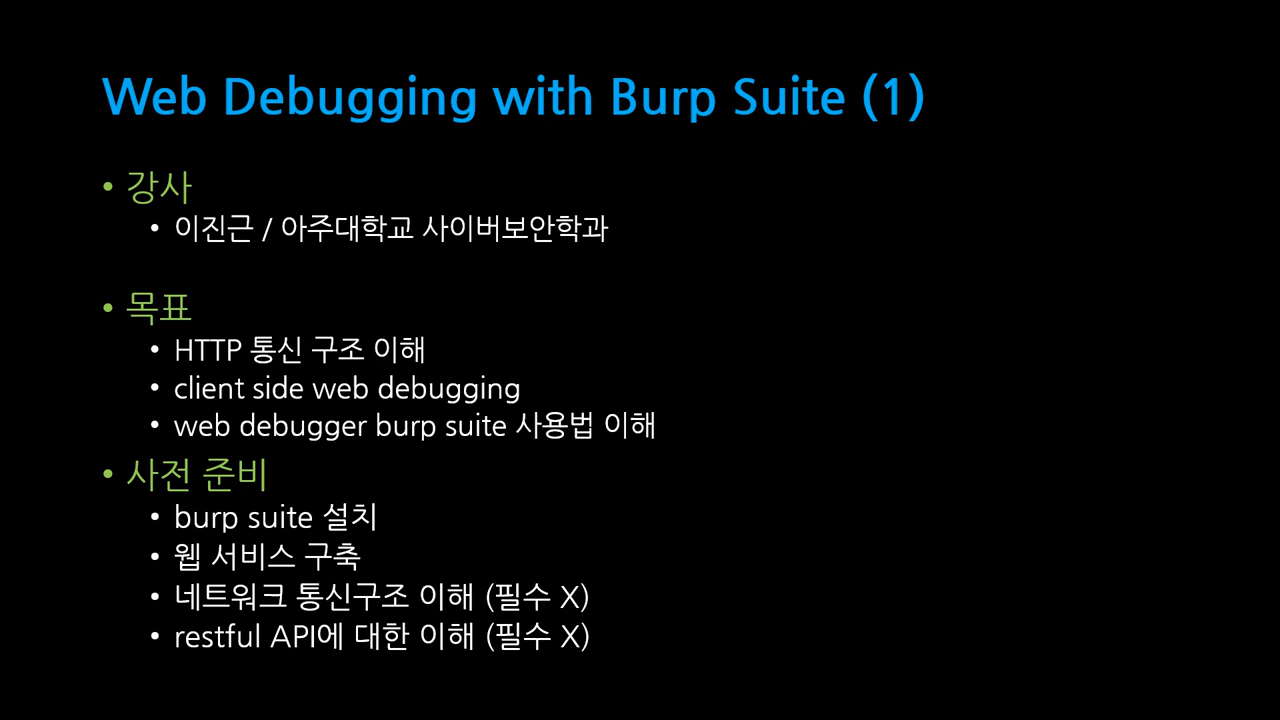 Web Debugging with Burp Suite (1)
• 강사
• 이진근 / 아주대학교 사이버보안학과
• 목표
• HTTP 통신 구조 이해
• client side web debugging
• web debugger burp suite 사용법 이해
• 사전 준비
• burp suite 설치
• 웹 서비스 구축
• 네트워크 통신구조 이해 (필수 X)
• restful API에 대한 이해 (필수 X)